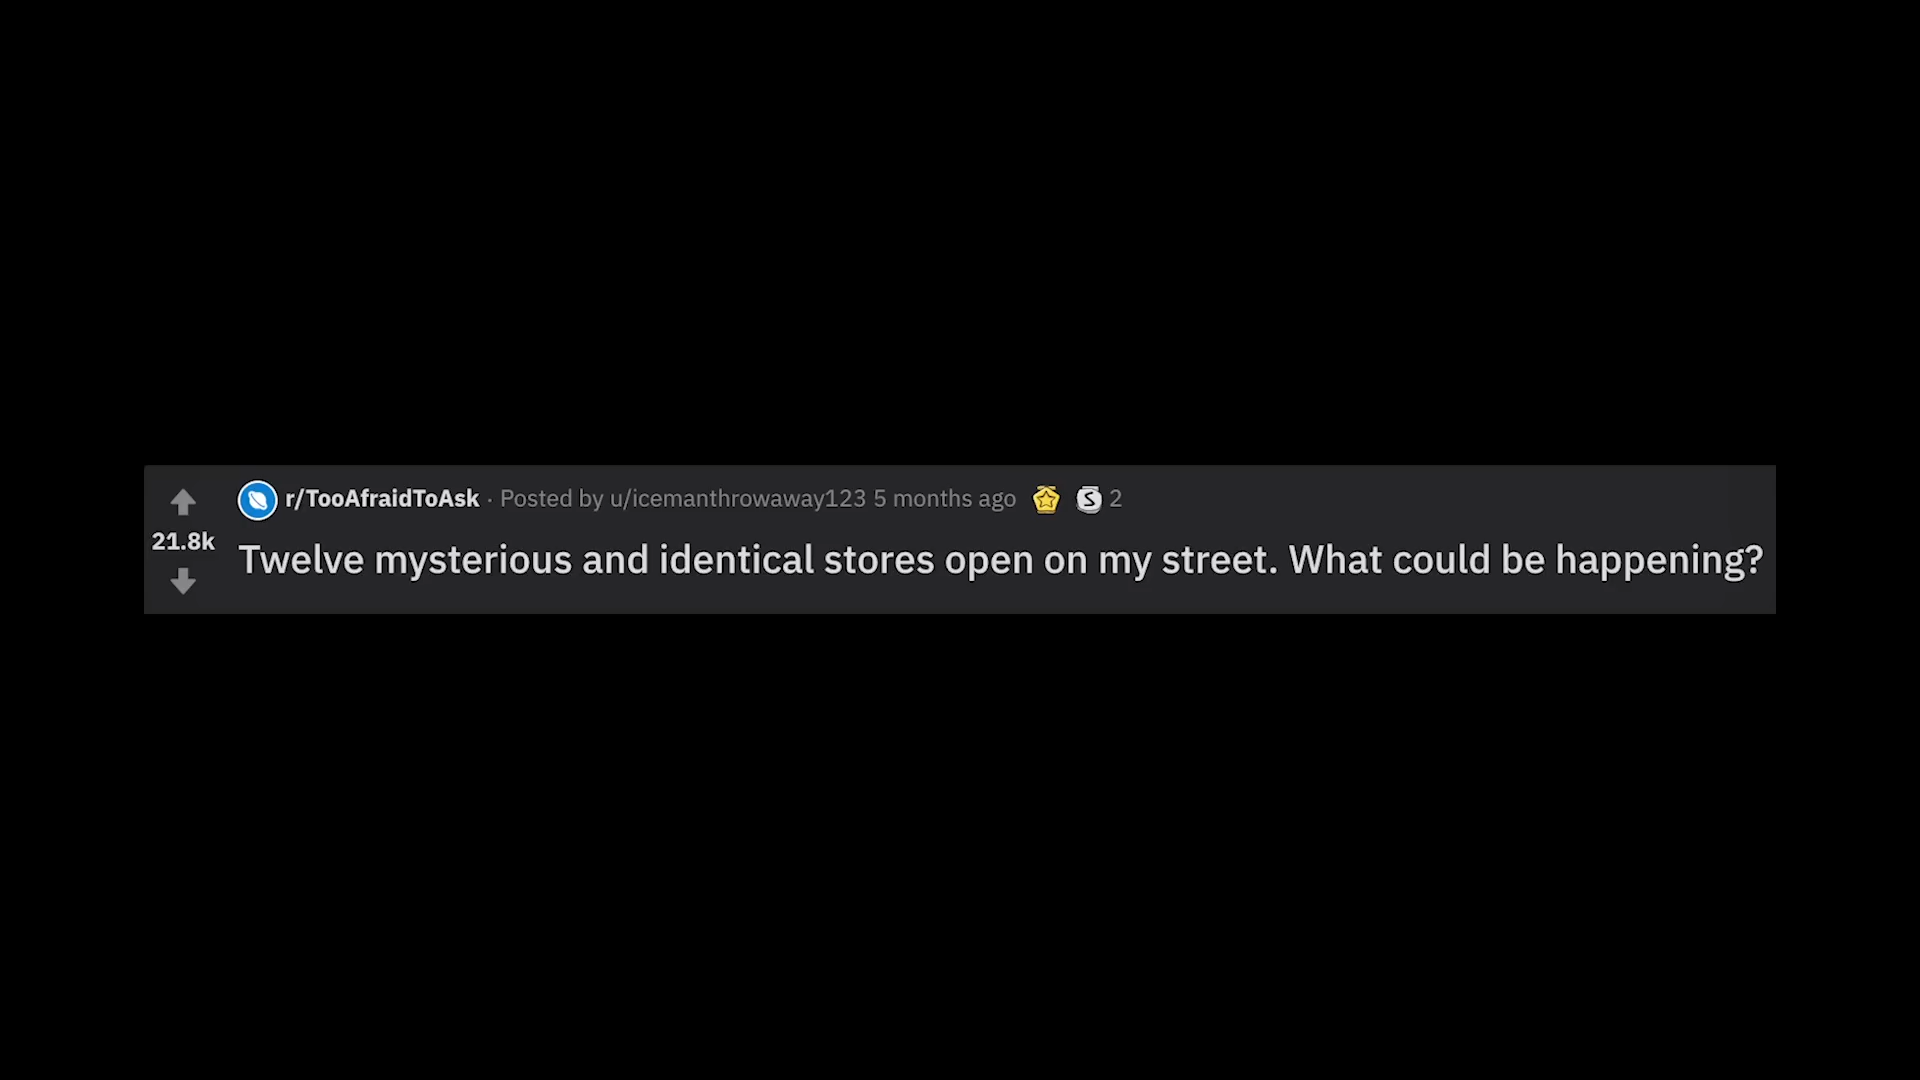 r/TooAfraidToAsk · Posted by u/icemanthrowaway123 5 months ago 2
21.8k
Twelve mysterious and identical stores open on my street. What could be happening?